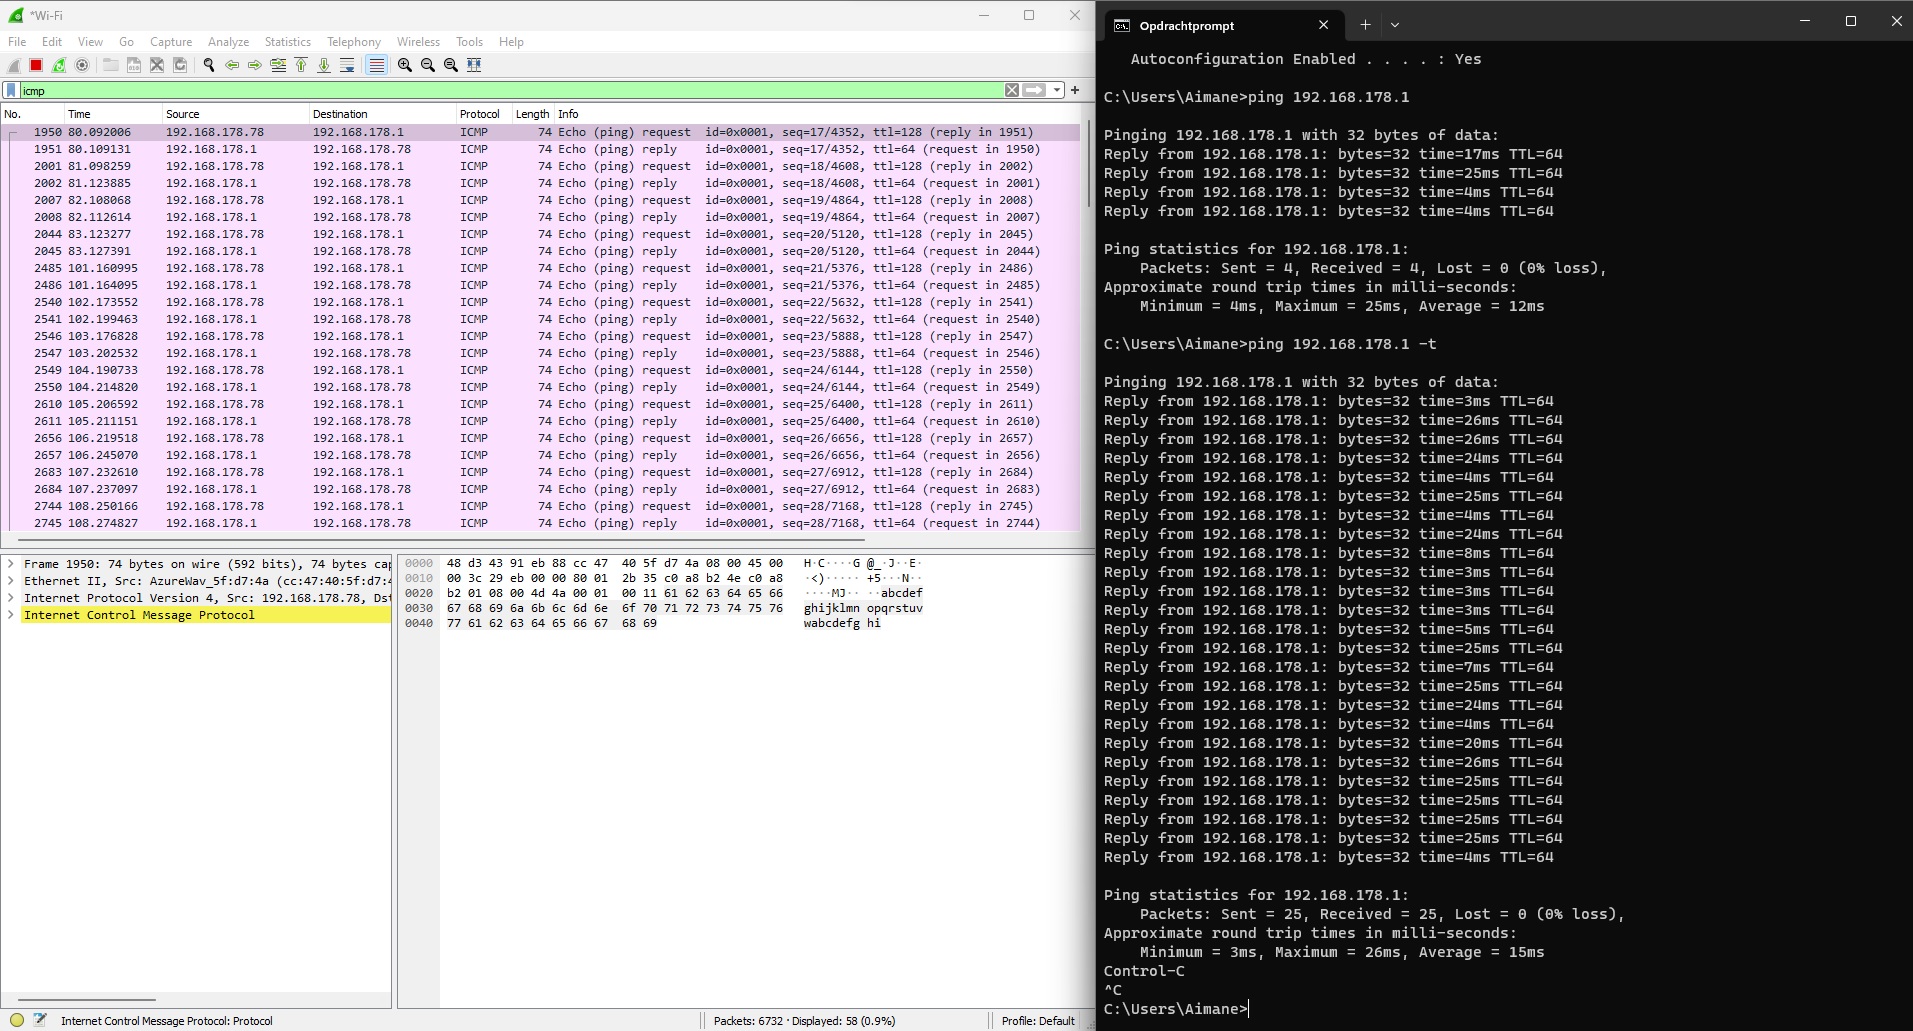 *Wi-Fi
File Edit View Go Capture Analyze Statistics Telephony Wireless Tools Help
icmp
No. Time Source Destination Protocol Length Info
1950 80.092006 192.168.178.78 192.168.178.1 ICMP 74 Echo (ping) request id=0x0001, seq=17/4352, ttl=128 (reply in 1951)
1951 80.109131 192.168.178.1 192.168.178.78 ICMP 74 Echo (ping) reply id=0x0001, seq=17/4352, ttl=64 (request in 1950)
2001 81.098259 192.168.178.78 192.168.178.1 ICMP 74 Echo (ping) request id=0x0001, seq=18/4608, ttl=128 (reply in 2002)
2002 81.123885 192.168.178.1 192.168.178.78 ICMP 74 Echo (ping) reply id=0x0001, seq=18/4608, ttl=64 (request in 2001)
2007 82.108068 192.168.178.78 192.168.178.1 ICMP 74 Echo (ping) request id=0x0001, seq=19/4864, ttl=128 (reply in 2008)
2008 82.112614 192.168.178.1 192.168.178.78 ICMP 74 Echo (ping) reply id=0x0001, seq=19/4864, ttl=64 (request in 2007)
2044 83.123277 192.168.178.78 192.168.178.1 ICMP 74 Echo (ping) request id=0x0001, seq=20/5120, ttl=128 (reply in 2045)
2045 83.127391 192.168.178.1 192.168.178.78 ICMP 74 Echo (ping) reply id=0x0001, seq=20/5120, ttl=64 (request in 2044)
2485 101.160995 192.168.178.78 192.168.178.1 ICMP 74 Echo (ping) request id=0x0001, seq=21/5376, ttl=128 (reply in 2486)
2486 101.164095 192.168.178.1 192.168.178.78 ICMP 74 Echo (ping) reply id=0x0001, seq=21/5376, ttl=64 (request in 2485)
2540 102.173552 192.168.178.78 192.168.178.1 ICMP 74 Echo (ping) request id=0x0001, seq=22/5632, ttl=128 (reply in 2541)
2541 102.199463 192.168.178.1 192.168.178.78 ICMP 74 Echo (ping) reply id=0x0001, seq=22/5632, ttl=64 (request in 2540)
2546 103.176828 192.168.178.78 192.168.178.1 ICMP 74 Echo (ping) request id=0x0001, seq=23/5888, ttl=128 (reply in 2547)
2547 103.202532 192.168.178.1 192.168.178.78 ICMP 74 Echo (ping) reply id=0x0001, seq=23/5888, ttl=64 (request in 2546)
2549 104.190733 192.168.178.78 192.168.178.1 ICMP 74 Echo (ping) request id=0x0001, seq=24/6144, ttl=128 (reply in 2550)
2550 104.214820 192.168.178.1 192.168.178.78 ICMP 74 Echo (ping) reply id=0x0001, seq=24/6144, ttl=64 (request in 2549)
2610 105.206592 192.168.178.78 192.168.178.1 ICMP 74 Echo (ping) request id=0x0001, seq=25/6400, ttl=128 (reply in 2611)
2611 105.211151 192.168.178.1 192.168.178.78 ICMP 74 Echo (ping) reply id=0x0001, seq=25/6400, ttl=64 (request in 2610)
2656 106.219518 192.168.178.78 192.168.178.1 ICMP 74 Echo (ping) request id=0x0001, seq=26/6656, ttl=128 (reply in 2657)
2657 106.245070 192.168.178.1 192.168.178.78 ICMP 74 Echo (ping) reply id=0x0001, seq=26/6656, ttl=64 (request in 2656)
2683 107.232610 192.168.178.78 192.168.178.1 ICMP 74 Echo (ping) request id=0x0001, seq=27/6912, ttl=128 (reply in 2684)
2684 107.237097 192.168.178.1 192.168.178.78 ICMP 74 Echo (ping) reply id=0x0001, seq=27/6912, ttl=64 (request in 2683)
2744 108.250166 192.168.178.78 192.168.178.1 ICMP 74 Echo (ping) request id=0x0001, seq=28/7168, ttl=128 (reply in 2745)
2745 108.274827 192.168.178.1 192.168.178.78 ICMP 74 Echo (ping) reply id=0x0001, seq=28/7168, ttl=64 (request in 2744)
Frame 1950: 74 bytes on wire (592 bits), 74 bytes cap
Ethernet II, Src: AzureWav_5f:d7:4a (cc:47:40:5f:d7:4
Internet Protocol Version 4, Src: 192.168.178.78, Dst
Internet Control Message Protocol
0000 48 d3 43 91 eb 88 cc 47 40 5f d7 4a 08 00 45 00 H·C····G @_·J··E·
0010 00 3c 29 eb 00 00 80 01 2b 35 c0 a8 b2 4e c0 a8 ·<)····· +5···N··
0020 b2 01 08 00 4d 4a 00 01 00 11 61 62 63 64 65 66 ····MJ·· ··abcdef
0030 67 68 69 6a 6b 6c 6d 6e 6f 70 71 72 73 74 75 76 ghijklmn opqrstuv
0040 77 61 62 63 64 65 66 67 68 69 wabcdefg hi
Internet Control Message Protocol: Protocol
Packets: 6732 · Displayed: 58 (0.9%)
Profile: Default
Opdrachtprompt
Autoconfiguration Enabled . . . . : Yes
C:\Users\Aimane>ping 192.168.178.1
Pinging 192.168.178.1 with 32 bytes of data:
Reply from 192.168.178.1: bytes=32 time=17ms TTL=64
Reply from 192.168.178.1: bytes=32 time=25ms TTL=64
Reply from 192.168.178.1: bytes=32 time=4ms TTL=64
Reply from 192.168.178.1: bytes=32 time=4ms TTL=64
Ping statistics for 192.168.178.1:
Packets: Sent = 4, Received = 4, Lost = 0 (0% loss),
Approximate round trip times in milli-seconds:
Minimum = 4ms, Maximum = 25ms, Average = 12ms
C:\Users\Aimane>ping 192.168.178.1 -t
Pinging 192.168.178.1 with 32 bytes of data:
Reply from 192.168.178.1: bytes=32 time=3ms TTL=64
Reply from 192.168.178.1: bytes=32 time=26ms TTL=64
Reply from 192.168.178.1: bytes=32 time=26ms TTL=64
Reply from 192.168.178.1: bytes=32 time=24ms TTL=64
Reply from 192.168.178.1: bytes=32 time=4ms TTL=64
Reply from 192.168.178.1: bytes=32 time=25ms TTL=64
Reply from 192.168.178.1: bytes=32 time=4ms TTL=64
Reply from 192.168.178.1: bytes=32 time=24ms TTL=64
Reply from 192.168.178.1: bytes=32 time=8ms TTL=64
Reply from 192.168.178.1: bytes=32 time=3ms TTL=64
Reply from 192.168.178.1: bytes=32 time=3ms TTL=64
Reply from 192.168.178.1: bytes=32 time=3ms TTL=64
Reply from 192.168.178.1: bytes=32 time=5ms TTL=64
Reply from 192.168.178.1: bytes=32 time=25ms TTL=64
Reply from 192.168.178.1: bytes=32 time=7ms TTL=64
Reply from 192.168.178.1: bytes=32 time=25ms TTL=64
Reply from 192.168.178.1: bytes=32 time=24ms TTL=64
Reply from 192.168.178.1: bytes=32 time=4ms TTL=64
Reply from 192.168.178.1: bytes=32 time=20ms TTL=64
Reply from 192.168.178.1: bytes=32 time=26ms TTL=64
Reply from 192.168.178.1: bytes=32 time=25ms TTL=64
Reply from 192.168.178.1: bytes=32 time=25ms TTL=64
Reply from 192.168.178.1: bytes=32 time=25ms TTL=64
Reply from 192.168.178.1: bytes=32 time=25ms TTL=64
Reply from 192.168.178.1: bytes=32 time=4ms TTL=64
Ping statistics for 192.168.178.1:
Packets: Sent = 25, Received = 25, Lost = 0 (0% loss),
Approximate round trip times in milli-seconds:
Minimum = 3ms, Maximum = 26ms, Average = 15ms
Control-C
^C
C:\Users\Aimane>